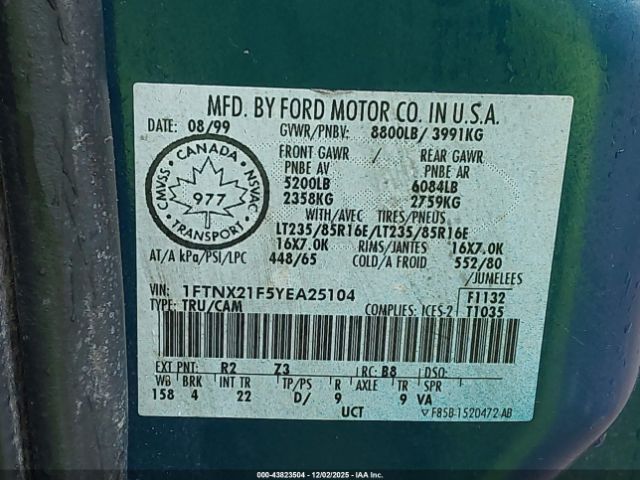 MFD. BY FORD MOTOR CO. IN U.S.A.
DATE: 08/99 GVWR/PNBV: 8800LB/ 3991KG
FRONT GAWR / REAR GAWR
PNBE AV PNBE AR
5200LB 6084LB
2358KG 2759KG
CANADA
CMVSS 977 NSVAC
TRANSPORT
WITH/AVEC TIRES/PNEUS
LT235/85R16E/LT235/85R16E
16X7.0K RIMS/JANTES 16X7.0K
AT/A kPa/PSI/LPC 448/65 COLD/A FROID 552/80
/JUMELEES
VIN: 1FTNX21F5YEA25104 F1132
TYPE: TRU/CAM COMPLIES: ICES-2 T1035
EXT PNT: R2 Z3 RC: B8 DSO:
WB BRK INT TR TP/PS R AXLE TR SPR
158 4 22 D/ 9 9 VA
UCT F85B-1520472-AB
000-43823504 - 12/02/2025 - IAAI.CA